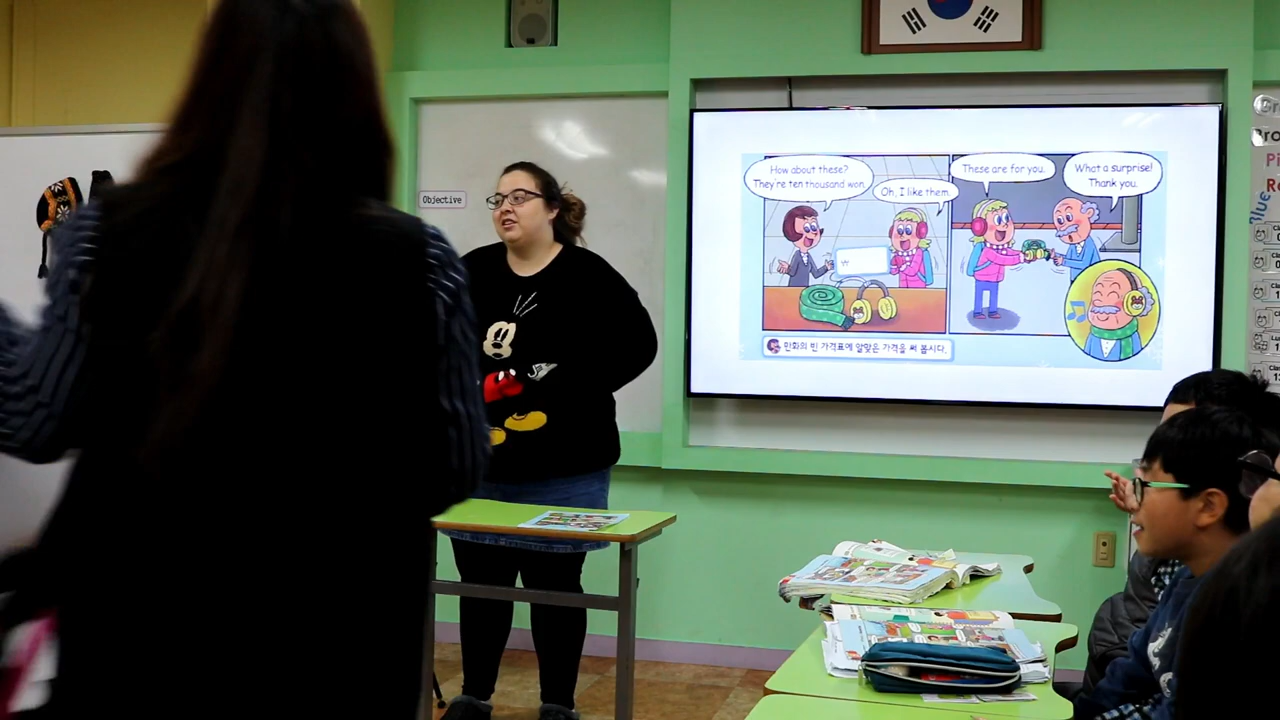 Objective
How about these?
They're ten thousand won.
Oh, I like them.
₩
These are for you.
What a surprise!
Thank you.
만화의 빈 가격표에 알맞은 가격을 써 봅시다.
Blue